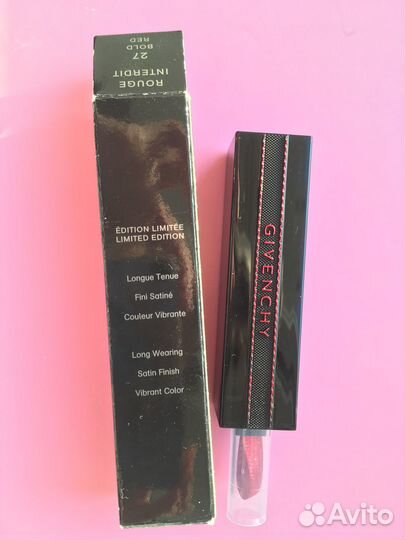 ROUGE
INTERDIT
27
BOLD
RED
ÉDITION LIMITÉE
LIMITED EDITION
Longue Tenue
Fini Satiné
Couleur Vibrante
Long Wearing
Satin Finish
Vibrant Color
GIVENCHY
Avito